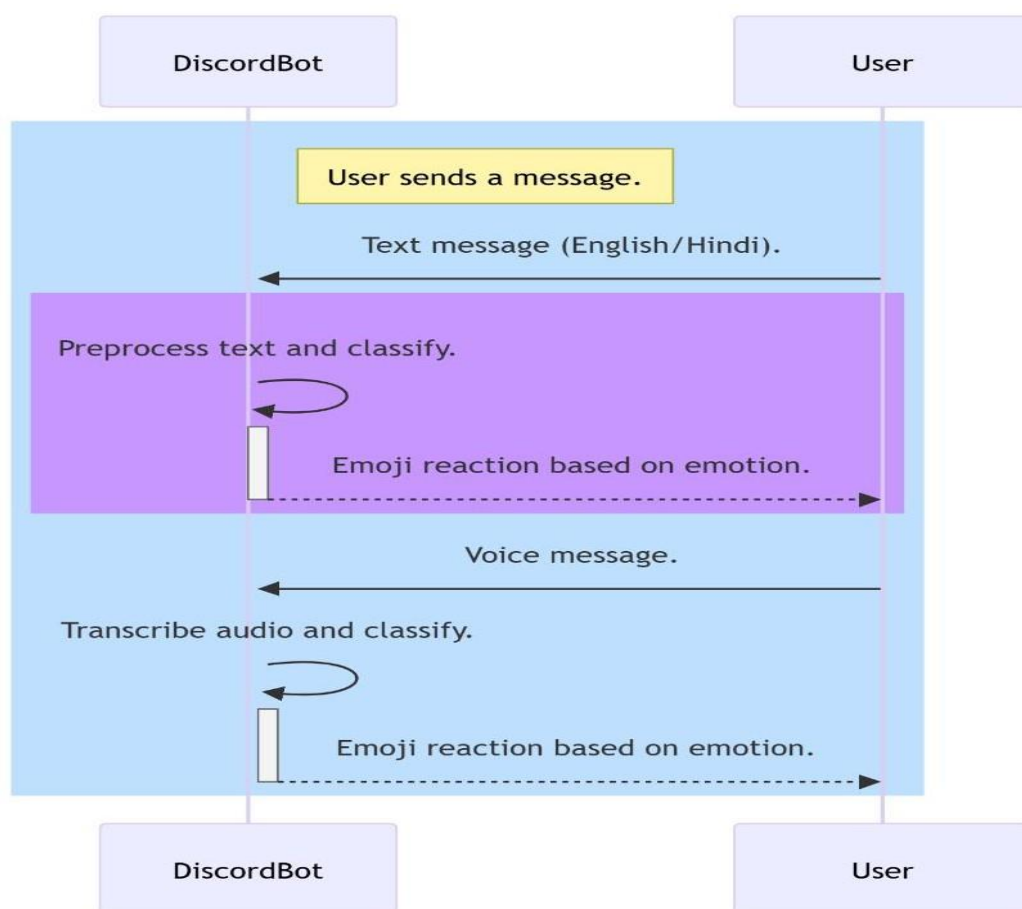 DiscordBot
User
User sends a message.
Text message (English/Hindi).
Preprocess text and classify.
Emoji reaction based on emotion.
Voice message.
Transcribe audio and classify.
Emoji reaction based on emotion.
DiscordBot
User